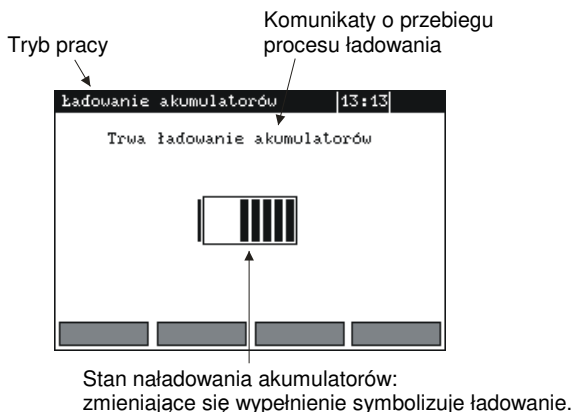 Komunikaty o przebiegu
procesu ładowania
Tryb pracy
Ładowanie akumulatorów 13:13
Trwa ładowanie akumulatorów
Stan naładowania akumulatorów:
zmieniające się wypełnienie symbolizuje ładowanie.